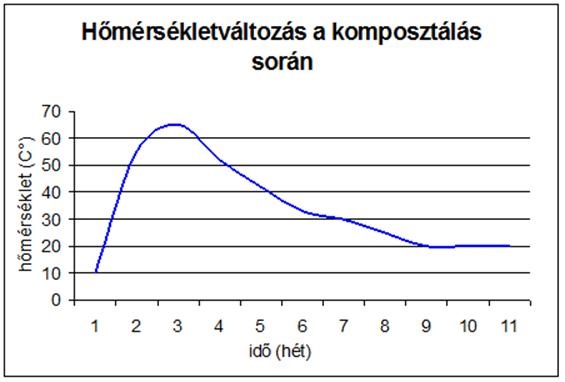 Hőmérsékletváltozás a komposztálás
során
hőmérséklet (C°)
70
60
50
40
30
20
10
0
1 2 3 4 5 6 7 8 9 10 11
idő (hét)